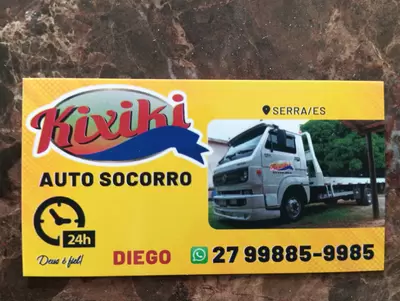 Kixiki
SERRA/ES
AUTO SOCORRO
24h
Deus é fiel!
DIEGO
27 99885-9985